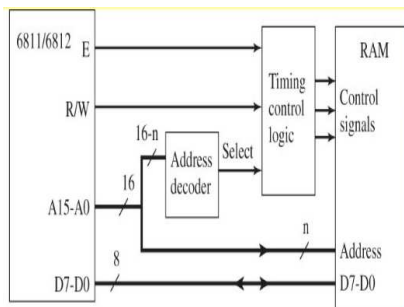 6811/6812
E
R/W
A15-A0
D7-D0
16
8
16-n
Address
decoder
Select
Timing
control
logic
RAM
Control
signals
n
Address
D7-D0